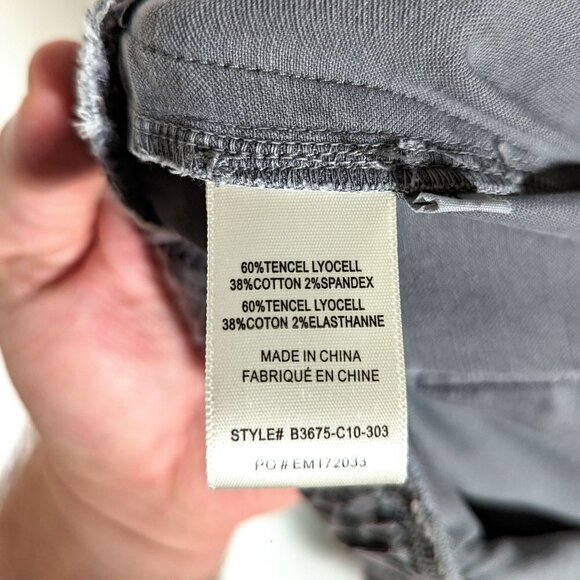 60%TENCEL LYOCELL
38%COTTON 2%SPANDEX
60%TENCEL LYOCELL
38%COTON 2%ELASTHANNE
MADE IN CHINA
FABRIQUÉ EN CHINE
STYLE# B3675-C10-303
PO # EM172033